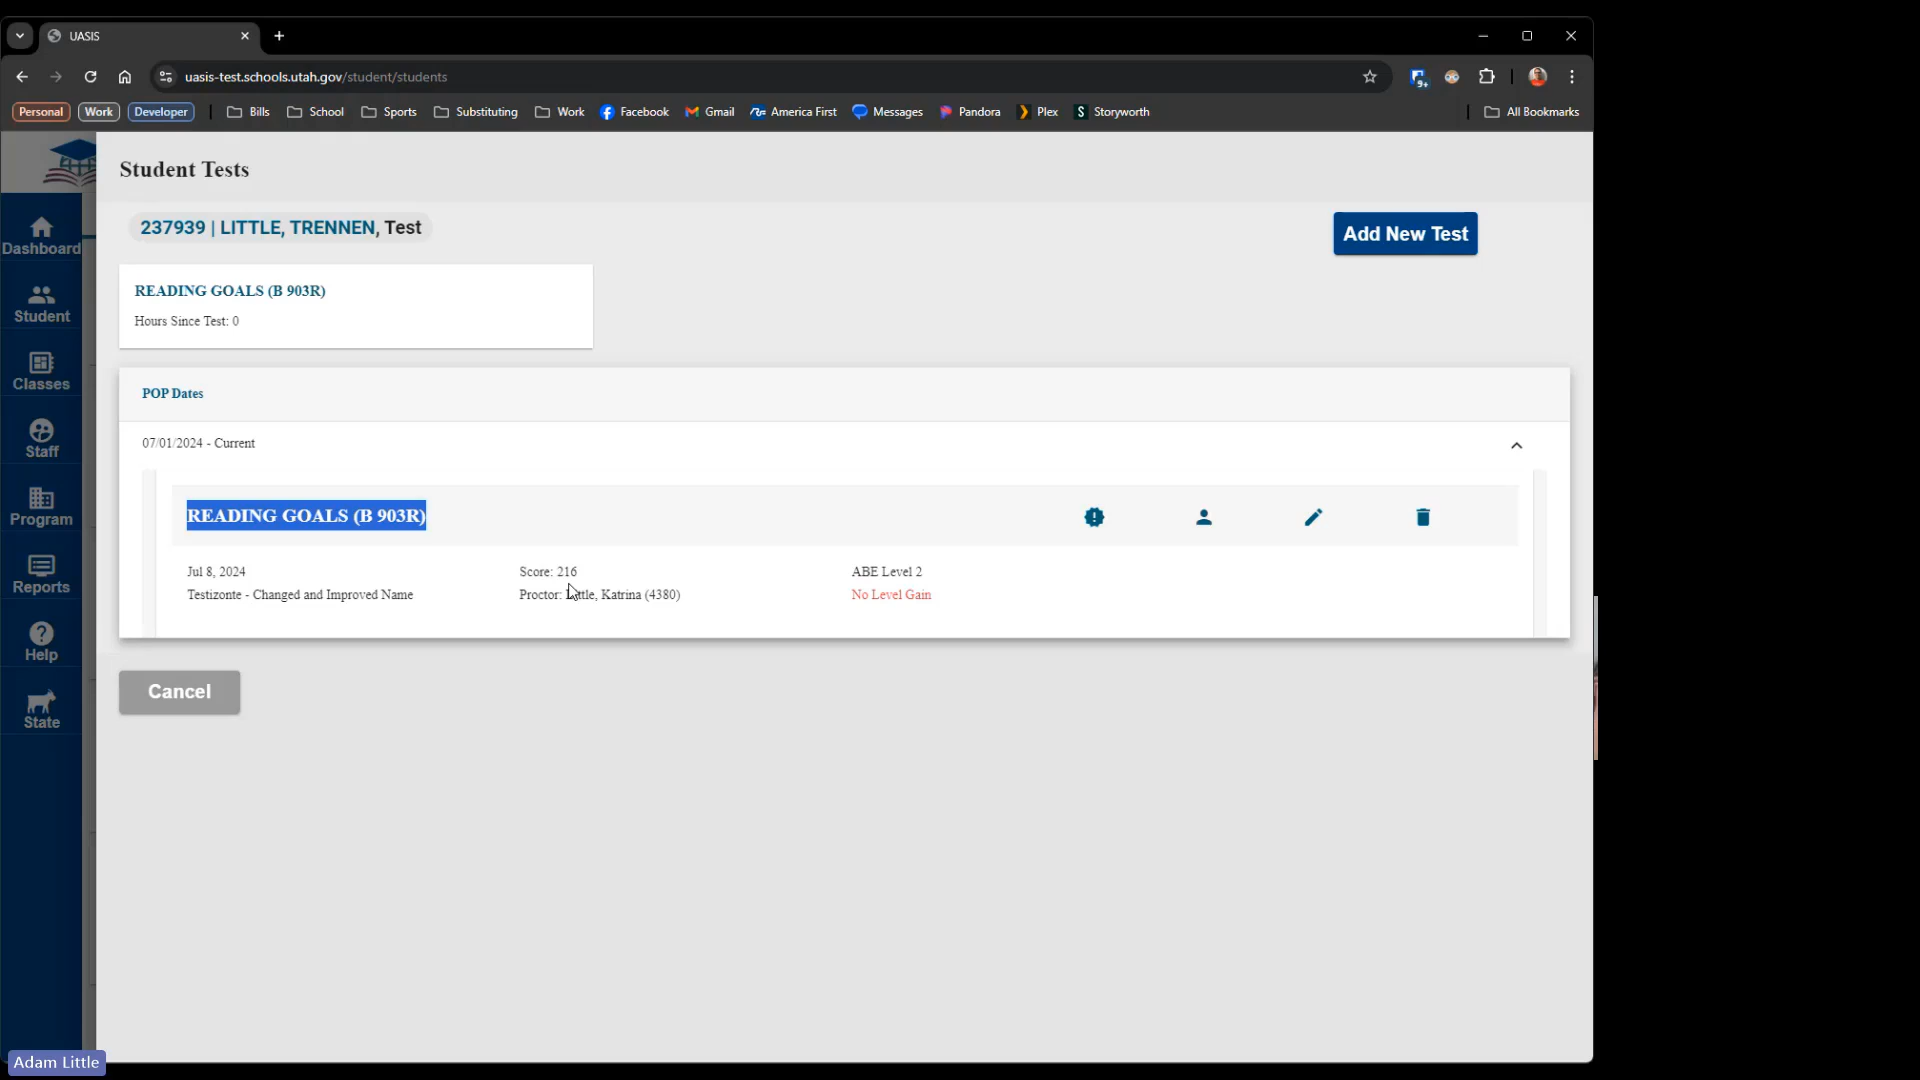 UASIS
uasis-test.schools.utah.gov/student/students
Personal Work Developer Bills School Sports Substituting Work Facebook Gmail America First Messages Pandora Plex Storyworth All Bookmarks
Student Tests
237939 | LITTLE, TRENNEN, Test
Add New Test
READING GOALS (B 903R)
Hours Since Test: 0
POP Dates
07/01/2024 - Current
READING GOALS (B 903R)
Jul 8, 2024 Score: 216 ABE Level 2
Testizonte - Changed and Improved Name Proctor: Little, Katrina (4380) No Level Gain
Cancel
Dashboard
Student
Classes
Staff
Program
Reports
Help
State
Adam Little